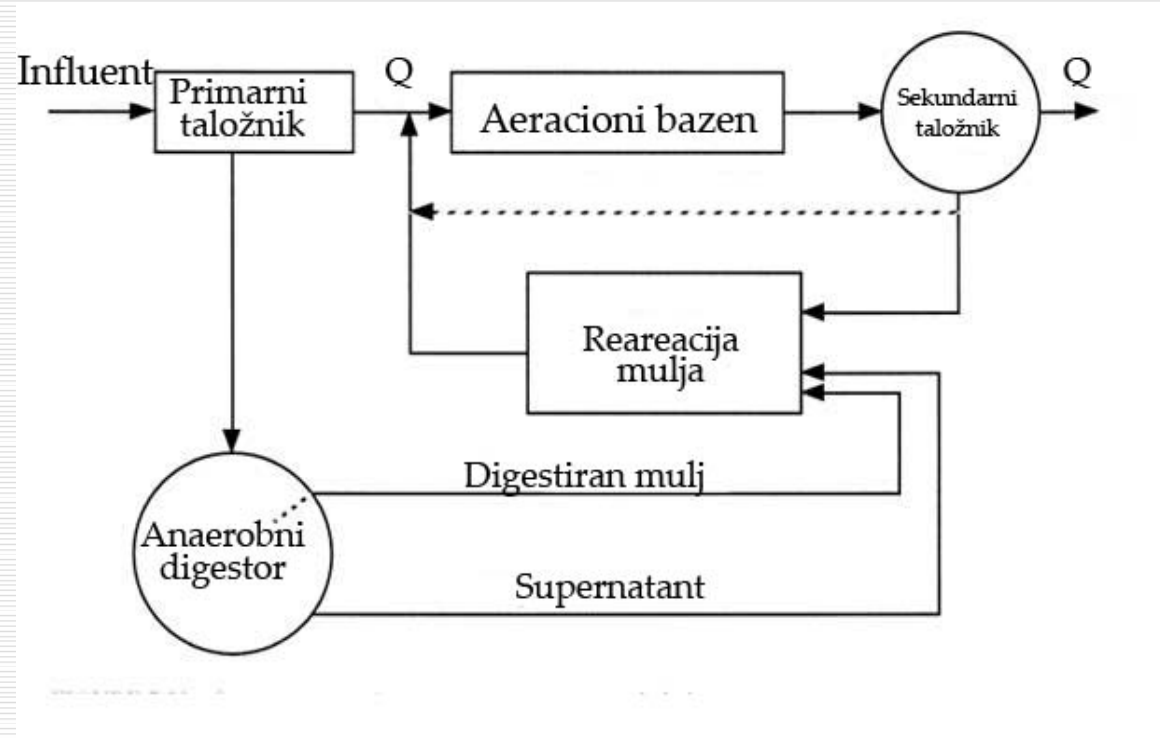 Influent
Primarni
taložnik
Q
Aeracioni bazen
Sekundarni
taložnik
Q
Reareacija
mulja
Digestiran mulj
Anaerobni
digestor
Supernatant